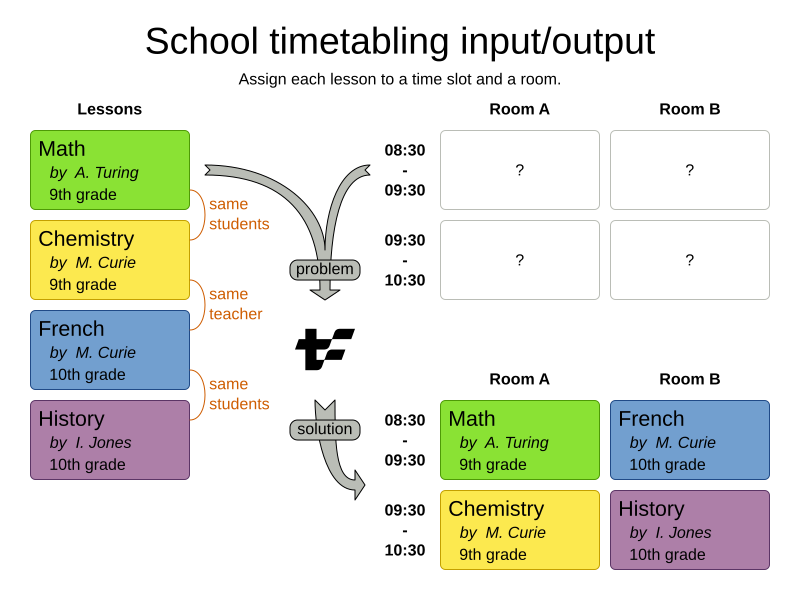 School timetabling input/output
Assign each lesson to a time slot and a room.
Lessons
Math
by A. Turing
9th grade
same
students
Chemistry
by M. Curie
9th grade
same
teacher
French
by M. Curie
10th grade
same
students
History
by I. Jones
10th grade
problem
solution
Room A
Room B
08:30
-
09:30
?
?
09:30
-
10:30
?
?
Room A
Room B
08:30
-
09:30
Math
by A. Turing
9th grade
French
by M. Curie
10th grade
09:30
-
10:30
Chemistry
by M. Curie
9th grade
History
by I. Jones
10th grade